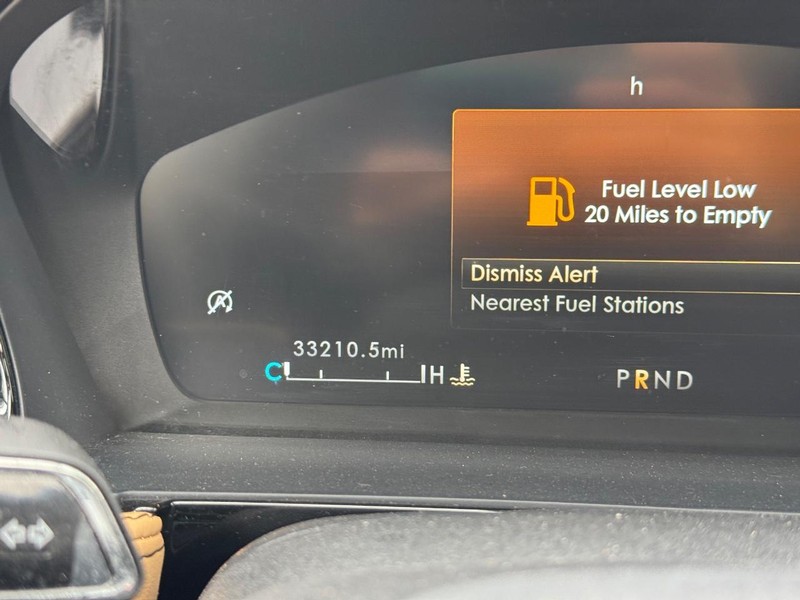 h
Fuel Level Low
20 Miles to Empty
Dismiss Alert
Nearest Fuel Stations
33210.5mi
C H
PRND